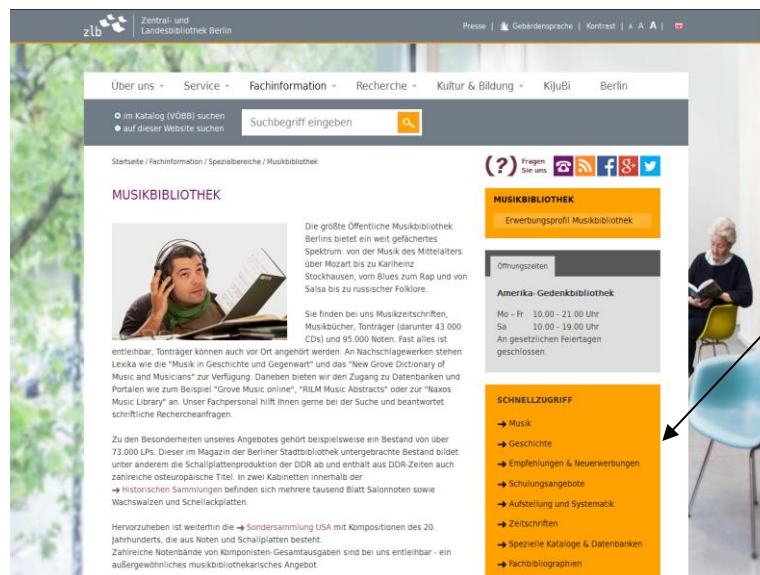 zlb
Zentral- und
Landesbibliothek Berlin
Presse | Gebärdensprache | Kontrast | A A A |
Über uns
Service
Fachinformation
Recherche
Kultur & Bildung
KiJuBi
Berlin
im Katalog (VÖBB) suchen
auf dieser Website suchen
Suchbegriff eingeben
Startseite / Fachinformation / Spezialbereiche / Musikbibliothek
(?) Fragen
Sie uns
MUSIKBIBLIOTHEK
Die größte Öffentliche Musikbibliothek
Berlins bietet ein weit gefächertes
Spektrum: von der Musik des Mittelalters
über Mozart bis zu Karlheinz
Stockhausen, vom Blues zum Rap und von
Salsa bis zu russischer Folklore.
Sie finden bei uns Musikzeitschriften,
Musikbücher, Tonträger (darunter 43.000
CDs) und 95.000 Noten. Fast alles ist
entleihbar, Tonträger können auch vor Ort angehört werden. An Nachschlagewerken stehen
Lexika wie die "Musik in Geschichte und Gegenwart" und das "New Grove Dictionary of
Music and Musicians" zur Verfügung. Daneben bieten wir den Zugang zu Datenbanken und
Portalen wie zum Beispiel "Grove Music online", "RILM Music Abstracts" oder zur "Naxos
Music Library" an. Unser Fachpersonal hilft Ihnen gerne bei der Suche und beantwortet
schriftliche Rechercheanfragen.
Zu den Besonderheiten unseres Angebotes gehört beispielsweise ein Bestand von über
73.000 LPs. Dieser im Magazin der Berliner Stadtbibliothek untergebrachte Bestand bildet
unter anderem die Schallplattenproduktion der DDR ab und enthält aus DDR-Zeiten auch
zahlreiche osteuropäische Titel. In zwei Kabinetten innerhalb der
→ Historischen Sammlungen befinden sich mehrere tausend Blatt Salonnoten sowie
Wachswalzen und Schellackplatten.
Hervorzuheben ist weiterhin die → Sondersammlung USA mit Kompositionen des 20.
Jahrhunderts, die aus Noten und Schallplatten besteht.
Zahlreiche Notenbände von Komponisten-Gesamtausgaben sind bei uns entleihbar - ein
außergewöhnliches musikbibliothekarisches Angebot.
MUSIKBIBLIOTHEK
Erwerbungsprofil Musikbibliothek
Öffnungszeiten
Amerika-Gedenkbibliothek
Mo – Fr 10.00 - 21.00 Uhr
Sa 10.00 - 19.00 Uhr
An gesetzlichen Feiertagen
geschlossen.
SCHNELLZUGRIFF
→ Musik
→ Geschichte
→ Empfehlungen & Neuerwerbungen
→ Schulungsangebote
→ Aufstellung und Systematik
→ Zeitschriften
→ Spezielle Kataloge & Datenbanken
→ Fachbibliographien